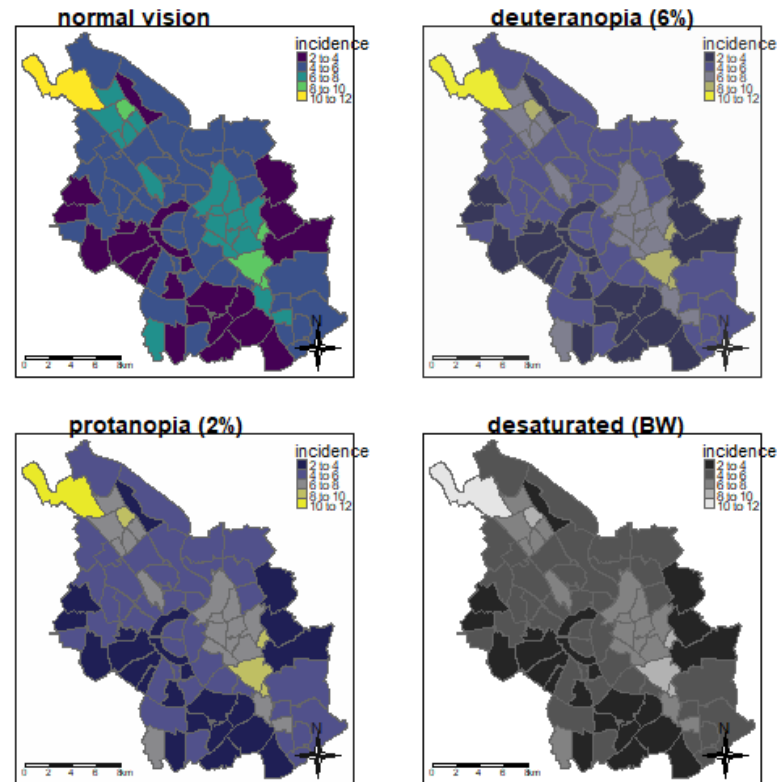 normal vision
incidence
2 to 4
4 to 6
6 to 8
8 to 10
10 to 12
N
0 2 4 6 8km
deuteranopia (6%)
incidence
2 to 4
4 to 6
6 to 8
8 to 10
10 to 12
N
0 2 4 6 8km
protanopia (2%)
incidence
2 to 4
4 to 6
6 to 8
8 to 10
10 to 12
N
0 2 4 6 8km
desaturated (BW)
incidence
2 to 4
4 to 6
6 to 8
8 to 10
10 to 12
N
0 2 4 6 8km